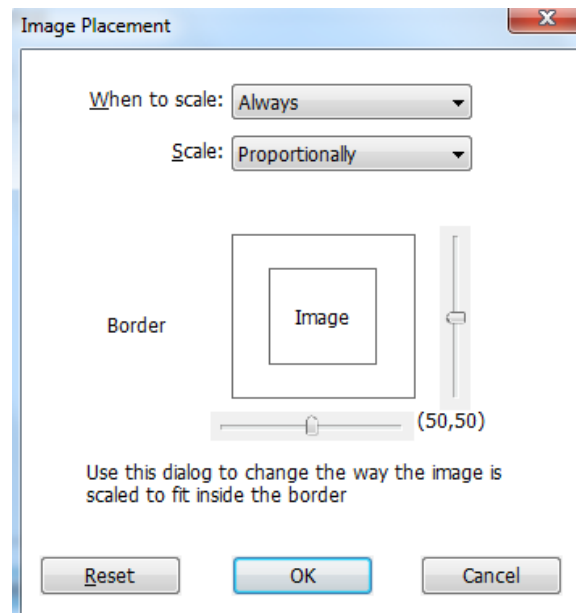 Image Placement
When to scale: Always
Scale: Proportionally
Border
Image
(50,50)
Use this dialog to change the way the image is
scaled to fit inside the border
Reset OK Cancel